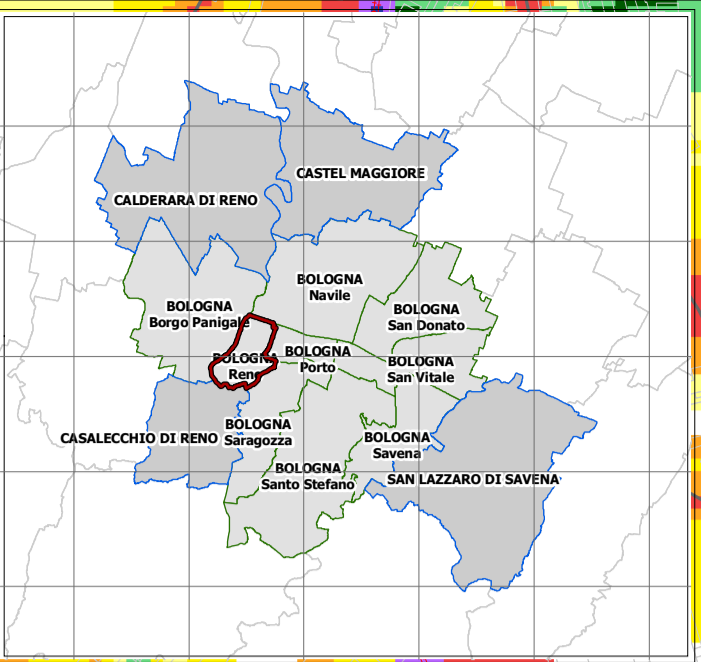 CASTEL MAGGIORE
CALDERARA DI RENO
BOLOGNA
Navile
BOLOGNA
Borgo Panigale
BOLOGNA
San Donato
BOLOGNA
Porto
BOLOGNA
Reno
BOLOGNA
San Vitale
BOLOGNA
Saragozza
CASALECCHIO DI RENO
BOLOGNA
Savena
BOLOGNA
Santo Stefano
SAN LAZZARO DI SAVENA